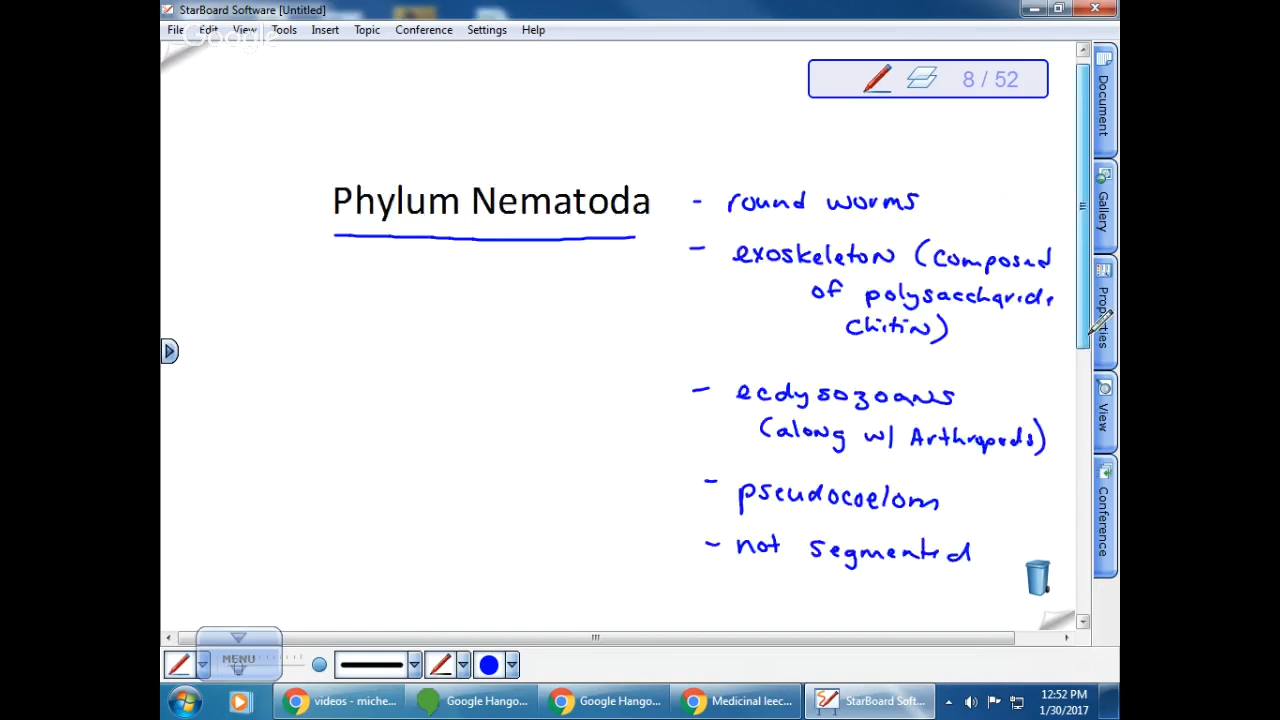 StarBoard Software [Untitled]
File Edit View Tools Insert Topic Conference Settings Help
Google
8 / 52
Document
Gallery
Properties
View
Conference
Phylum Nematoda
- round worms
- exoskeleton (composed
of polysaccharide
chitin)
- ecdysozoans
(along w/ Arthropods)
- pseudocoelom
- not segmented
MENU
videos - miche...
Google Hango...
Google Hango...
Medicinal leec...
StarBoard Soft...
12:52 PM
1/30/2017